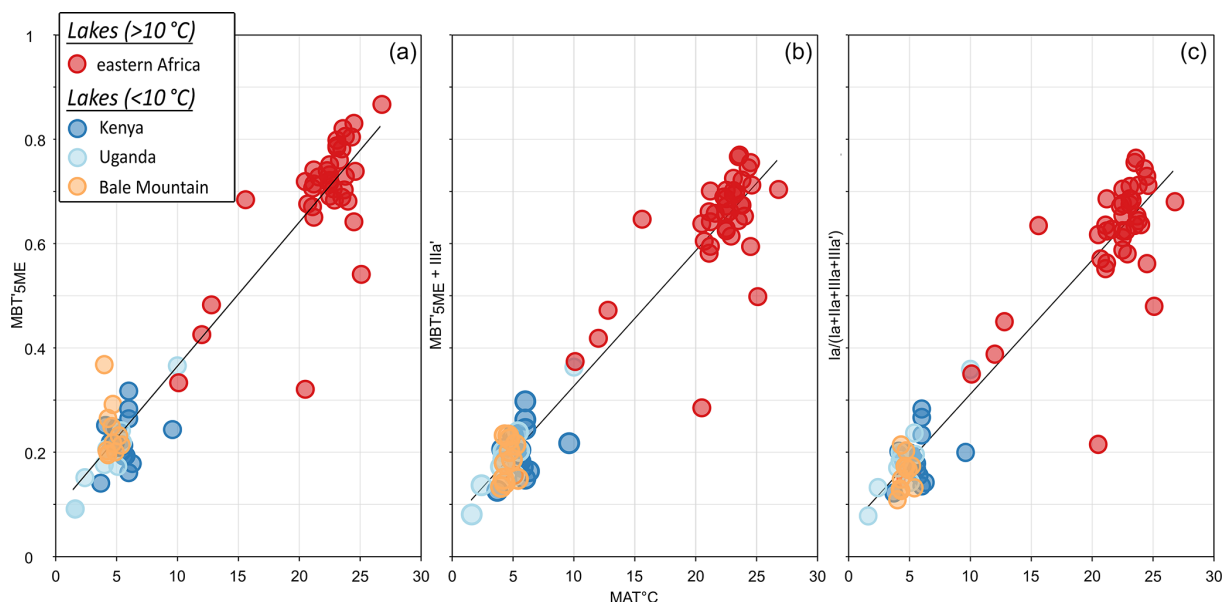 Lakes (>10 °C)
eastern Africa
Lakes (<10 °C)
Kenya
Uganda
Bale Mountain
(a)
(b)
(c)
1
0.8
0.6
0.4
0.2
0
MBT'5ME
MBT'5ME + IIIa'
Ia/(Ia+IIa+IIIa+IIIa')
0 5 10 15 20 25 30
0 5 10 15 20 25 30
0 5 10 15 20 25 30
MAT°C